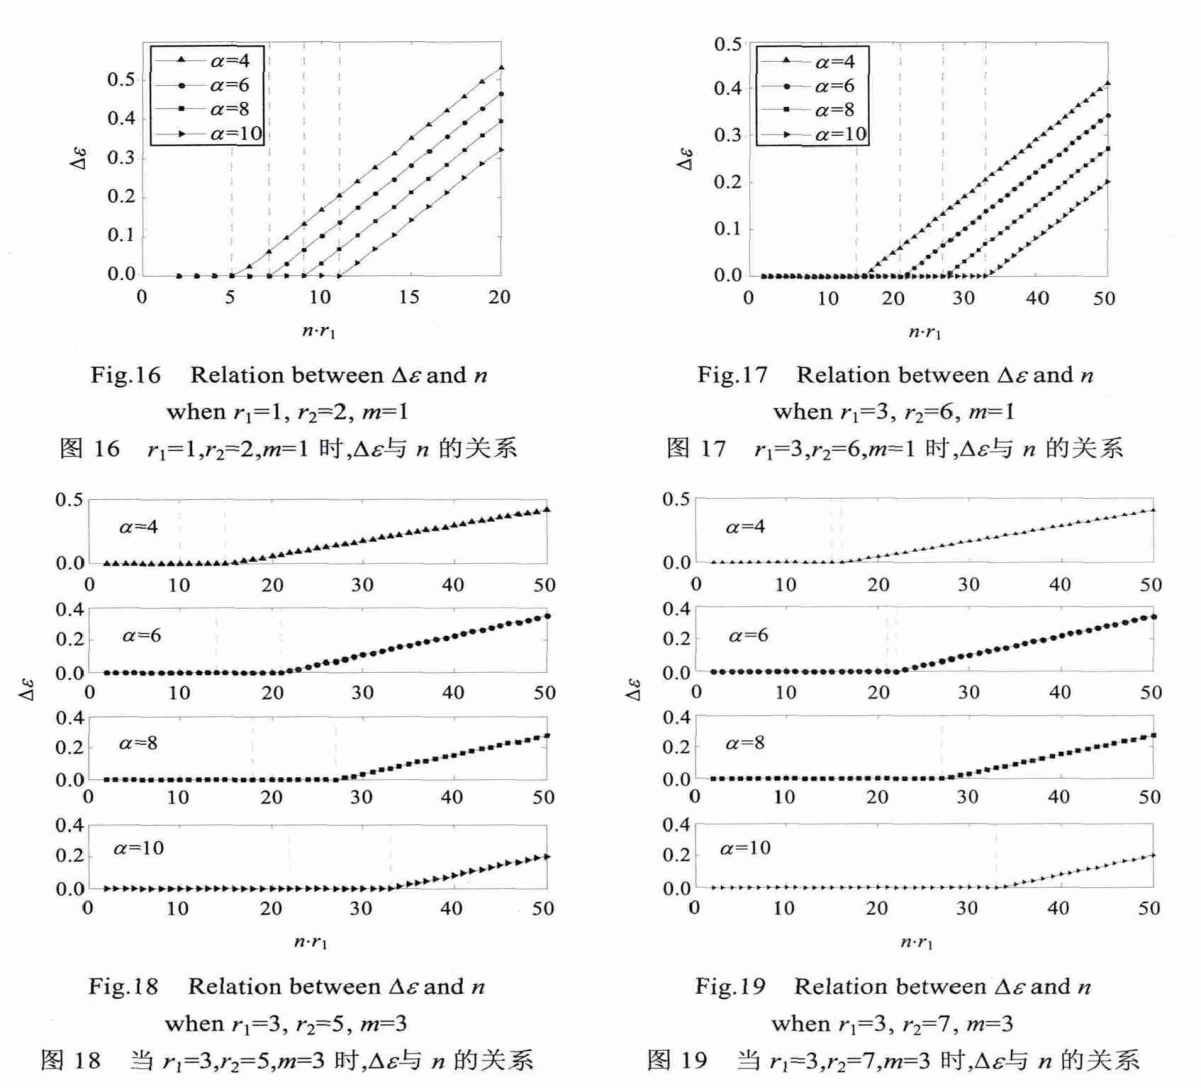 α=4
α=6
α=8
α=10
Δε
0.5
0.4
0.3
0.2
0.1
0.0
0 5 10 15 20
n·r₁
Fig.16 Relation between Δε and n
when r₁=1, r₂=2, m=1
图 16 r₁=1,r₂=2,m=1 时,Δε与 n 的关系
α=4
α=6
α=8
α=10
Δε
0.5
0.4
0.3
0.2
0.1
0.0
0 10 20 30 40 50
n·r₁
Fig.17 Relation between Δε and n
when r₁=3, r₂=6, m=1
图 17 r₁=3,r₂=6,m=1 时,Δε与 n 的关系
Δε
0.5
α=4
0.0
0 10 20 30 40 50
0.4
α=6
0.2
0.0
0 10 20 30 40 50
0.4
α=8
0.2
0.0
0 10 20 30 40 50
0.4
α=10
0.2
0.0
0 10 20 30 40 50
n·r₁
Fig.18 Relation between Δε and n
when r₁=3, r₂=5, m=3
图 18 当 r₁=3,r₂=5,m=3 时,Δε与 n 的关系
Δε
0.5
α=4
0.0
0 10 20 30 40 50
0.4
α=6
0.2
0.0
0 10 20 30 40 50
0.4
α=8
0.2
0.0
0 10 20 30 40 50
0.4
α=10
0.2
0.0
0 10 20 30 40 50
n·r₁
Fig.19 Relation between Δε and n
when r₁=3, r₂=7, m=3
图 19 当 r₁=3,r₂=7,m=3 时,Δε与 n 的关系